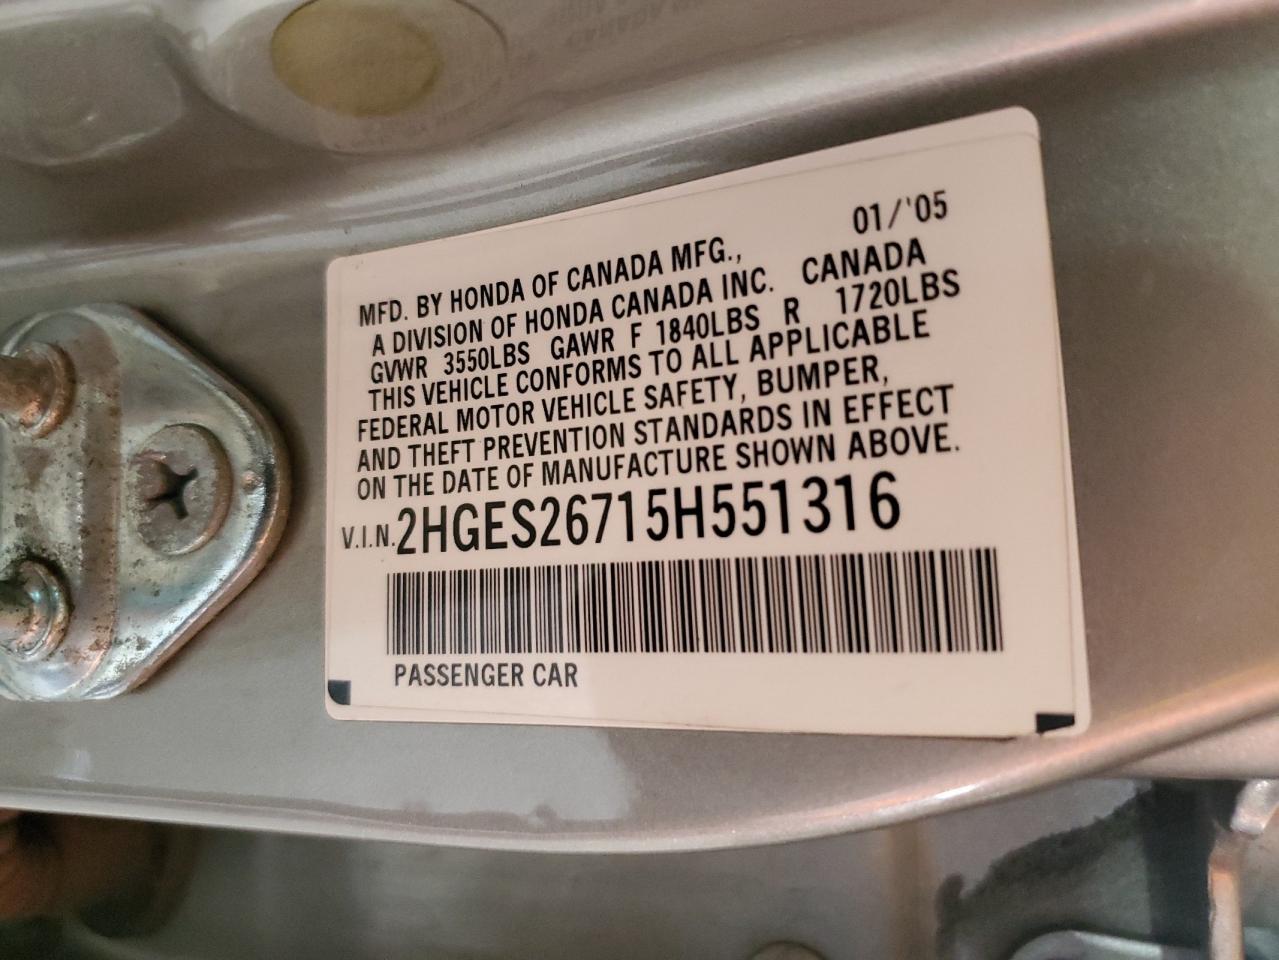 01/'05
MFD. BY HONDA OF CANADA MFG.,
A DIVISION OF HONDA CANADA INC. CANADA
GVWR 3550LBS GAWR F 1840LBS R 1720LBS
THIS VEHICLE CONFORMS TO ALL APPLICABLE
FEDERAL MOTOR VEHICLE SAFETY, BUMPER,
AND THEFT PREVENTION STANDARDS IN EFFECT
ON THE DATE OF MANUFACTURE SHOWN ABOVE.
V.I.N. 2HGES26715H551316
PASSENGER CAR